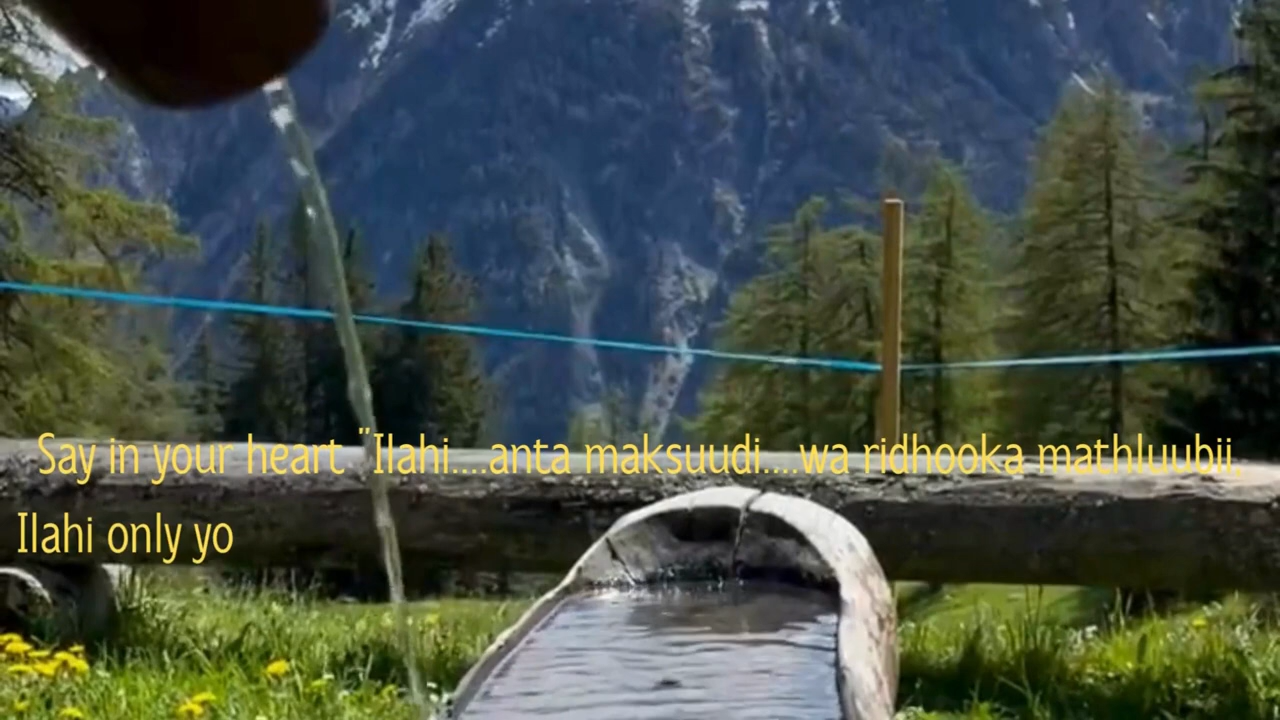 Say in your heart "Ilahi....anta maksuudi....wa ridhooka mathluubii,
Ilahi only yo